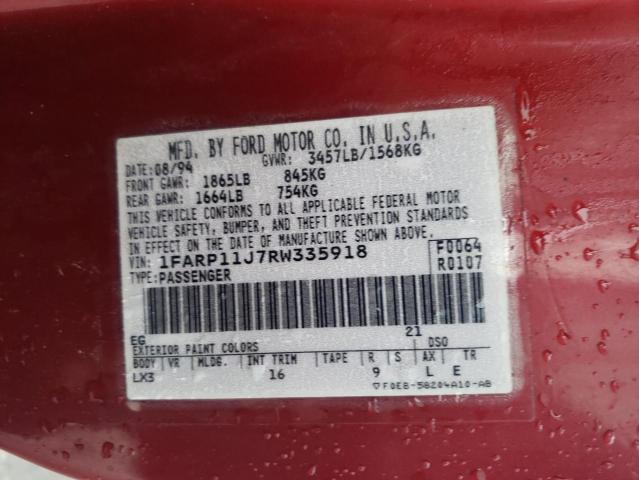 MFD. BY FORD MOTOR CO. IN U.S.A.
DATE: 08/94 GVWR: 3457LB/1568KG
FRONT GAWR: 1865LB 845KG
REAR GAWR: 1664LB 754KG
THIS VEHICLE CONFORMS TO ALL APPLICABLE FEDERAL MOTOR
VEHICLE SAFETY, BUMPER, AND THEFT PREVENTION STANDARDS
IN EFFECT ON THE DATE OF MANUFACTURE SHOWN ABOVE.
VIN: 1FARP11J7RW335918 F0064
TYPE: PASSENGER R0107
EG 21
EXTERIOR PAINT COLORS DSO
BODY VR MLDG. INT TRIM TAPE R S AX TR
LX3 16 9 L E
▽F0EB-58204A10-AB